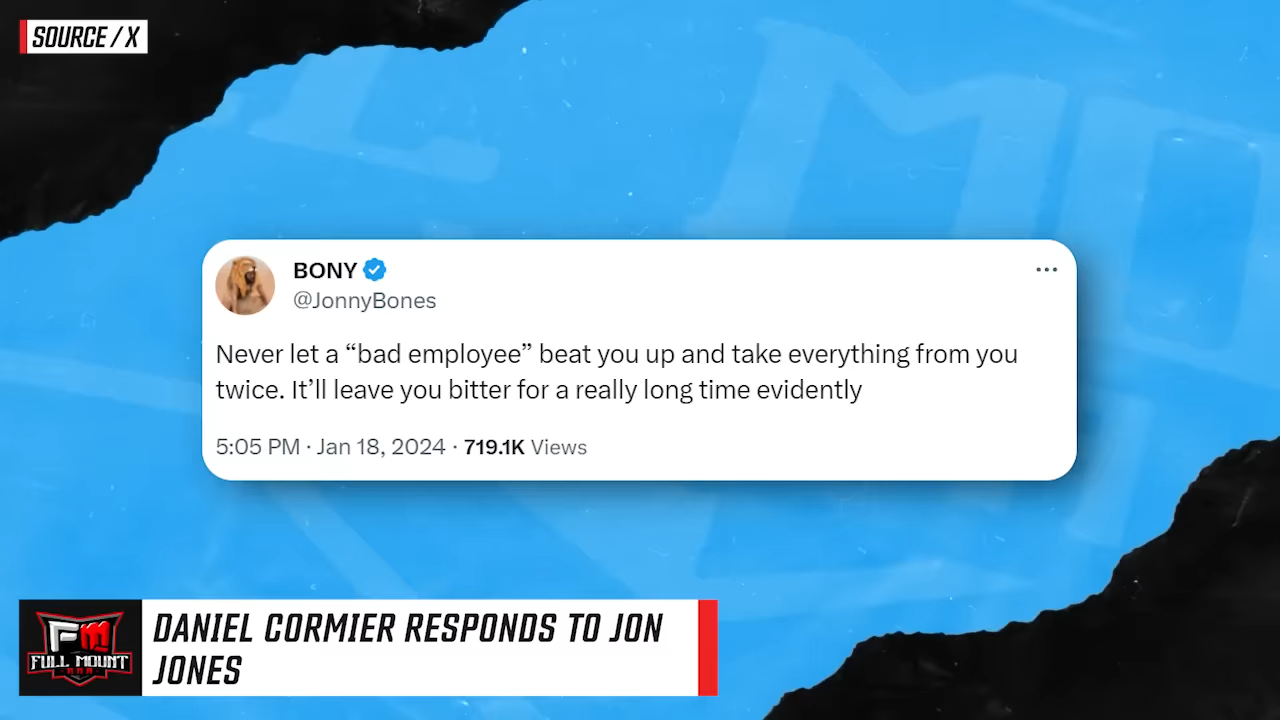 SOURCE / X
BONY
@JonnyBones
Never let a “bad employee” beat you up and take everything from you
twice. It’ll leave you bitter for a really long time evidently
5:05 PM · Jan 18, 2024 · 719.1K Views
FM
FULL MOUNT
DANIEL CORMIER RESPONDS TO JON
JONES